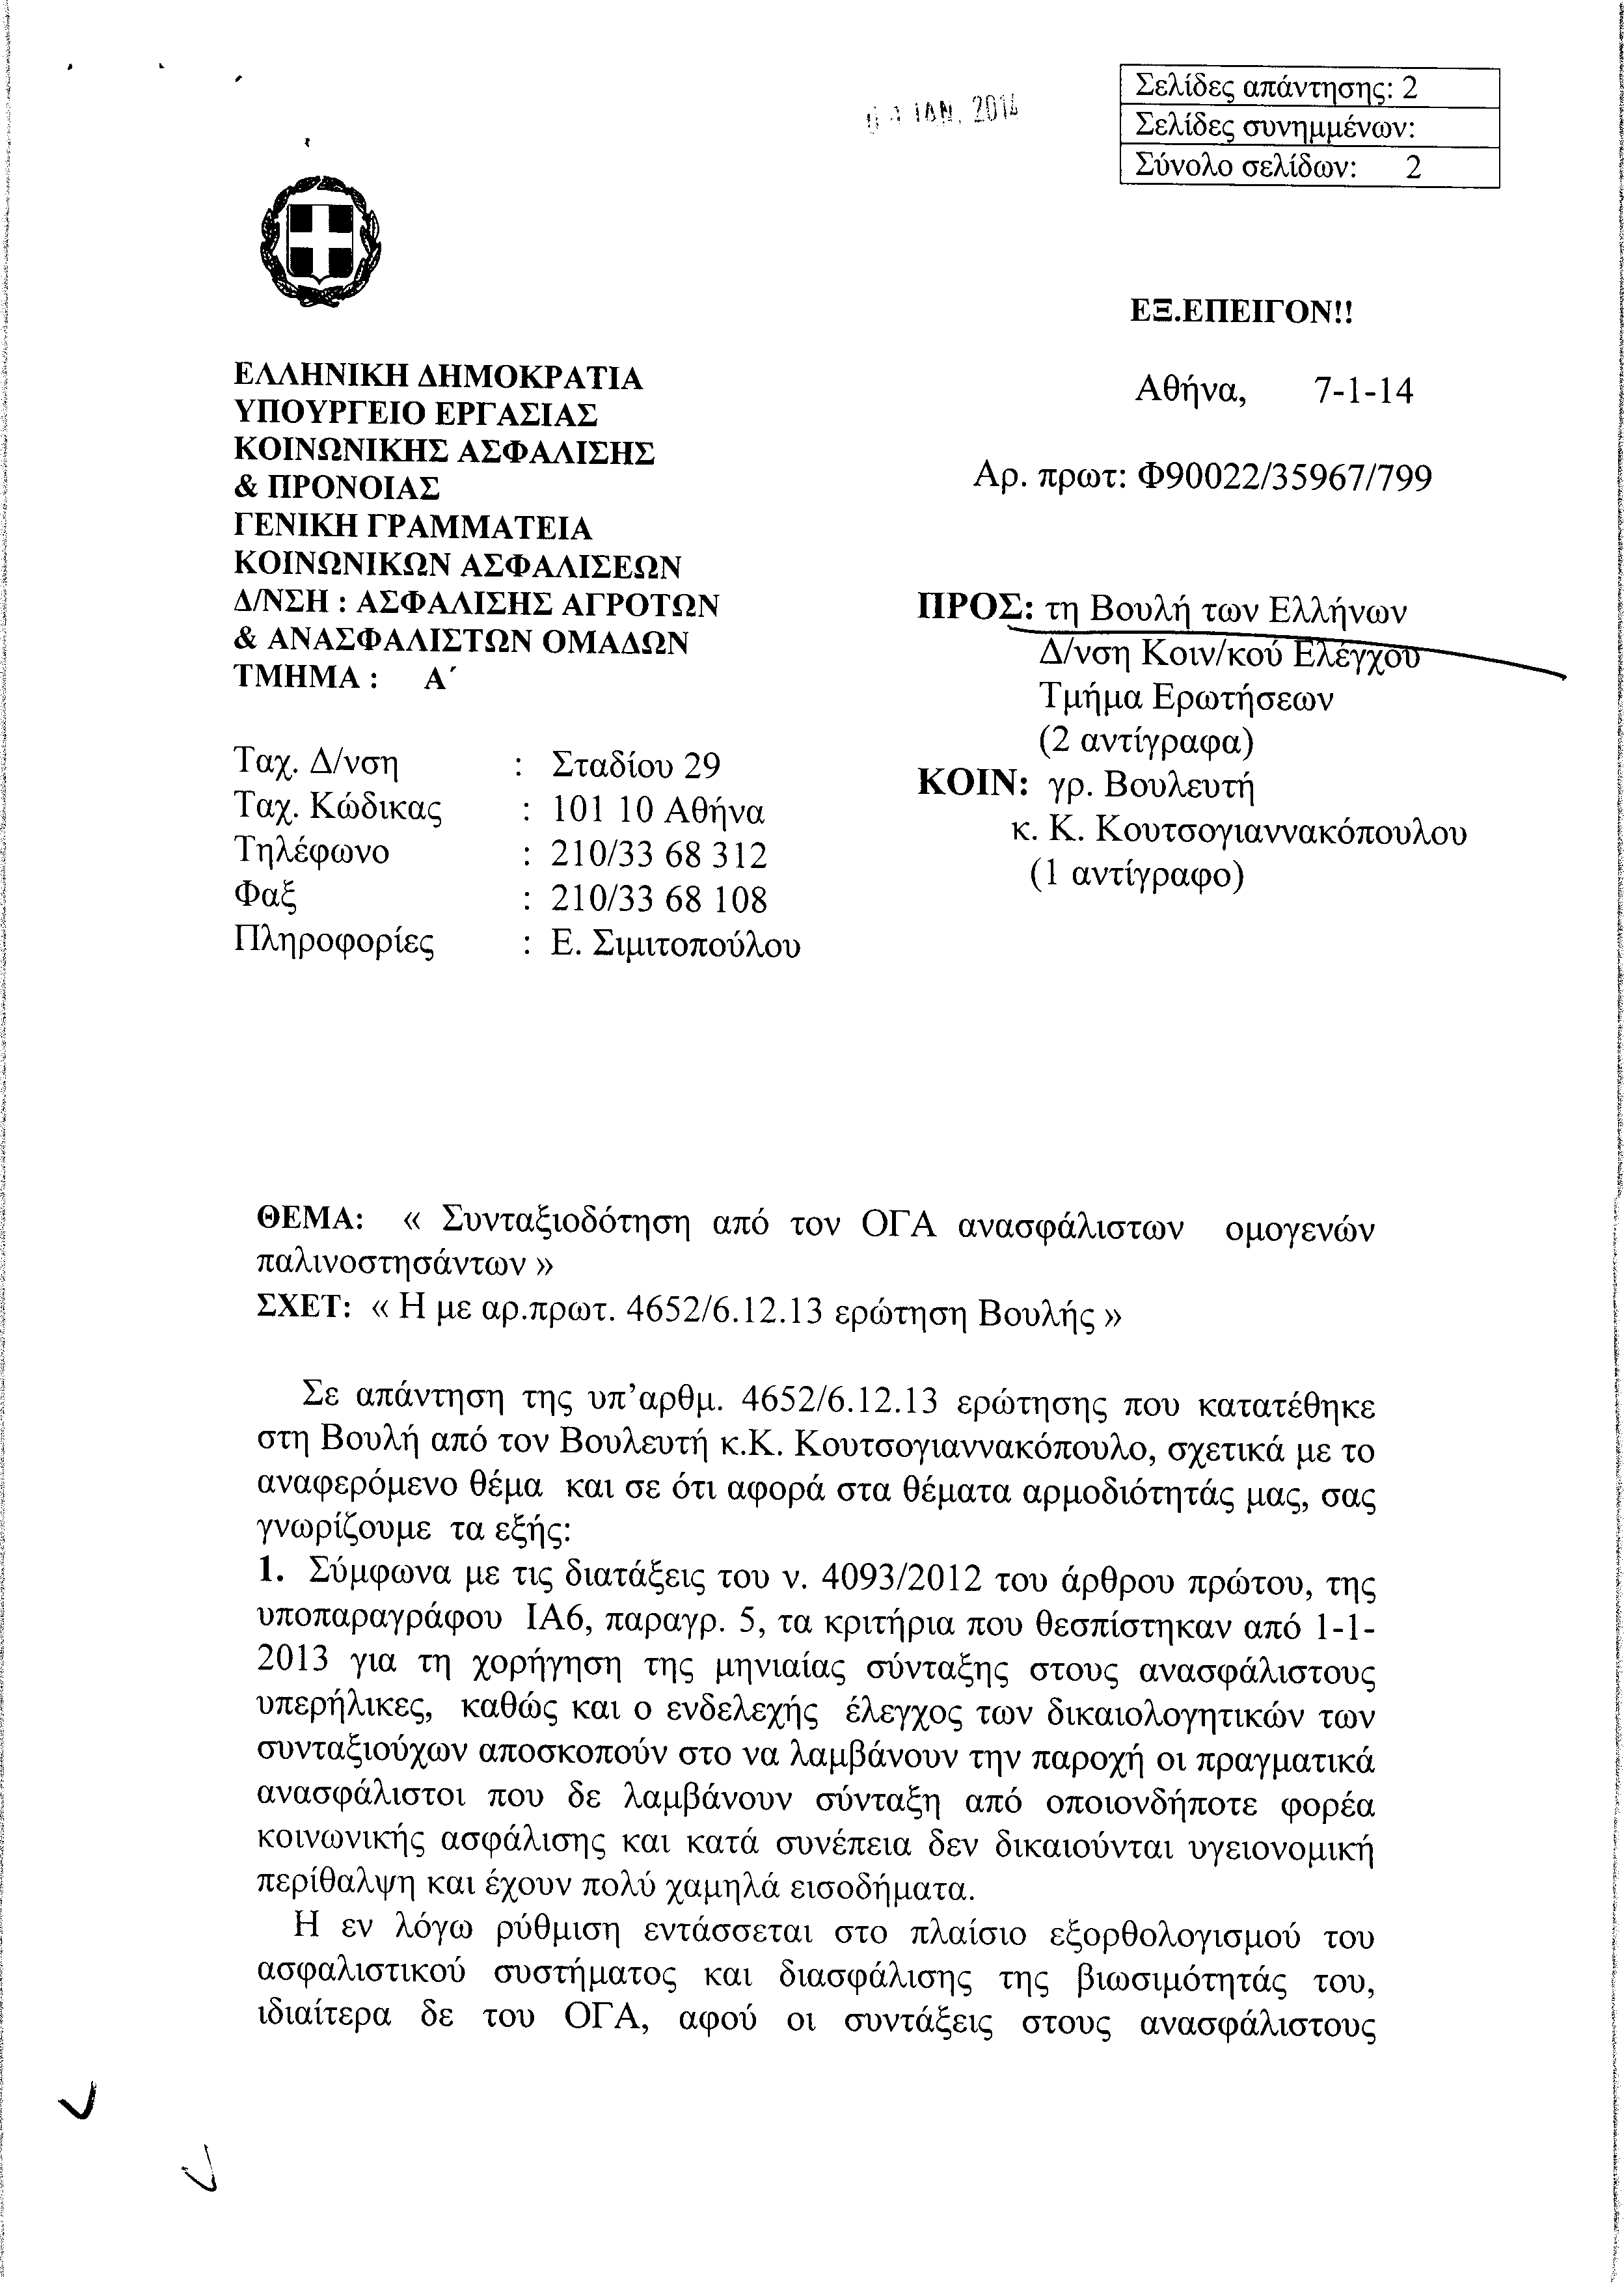 ΙΑΝ. 2014
Σελίδες απάντησης: 2
Σελίδες συνημμένων:
Σύνολο σελίδων: 2
ΕΞ.ΕΠΕΙΓΟΝ!!
ΕΛΛΗΝΙΚΗ ΔΗΜΟΚΡΑΤΙΑ
ΥΠΟΥΡΓΕΙΟ ΕΡΓΑΣΙΑΣ
ΚΟΙΝΩΝΙΚΗΣ ΑΣΦΑΛΙΣΗΣ
& ΠΡΟΝΟΙΑΣ
ΓΕΝΙΚΗ ΓΡΑΜΜΑΤΕΙΑ
ΚΟΙΝΩΝΙΚΩΝ ΑΣΦΑΛΙΣΕΩΝ
Δ/ΝΣΗ : ΑΣΦΑΛΙΣΗΣ ΑΓΡΟΤΩΝ
& ΑΝΑΣΦΑΛΙΣΤΩΝ ΟΜΑΔΩΝ
ΤΜΗΜΑ : Α΄
Ταχ. Δ/νση : Σταδίου 29
Ταχ. Κώδικας : 101 10 Αθήνα
Τηλέφωνο : 210/33 68 312
Φαξ : 210/33 68 108
Πληροφορίες : Ε. Σιμιτοπούλου
Αθήνα, 7-1-14
Αρ. πρωτ: Φ90022/35967/799
ΠΡΟΣ: τη Βουλή των Ελλήνων
Δ/νση Κοιν/κού Ελέγχου
Τμήμα Ερωτήσεων
(2 αντίγραφα)
ΚΟΙΝ: γρ. Βουλευτή
κ. Κ. Κουτσογιαννακόπουλου
(1 αντίγραφο)
ΘΕΜΑ: « Συνταξιοδότηση από τον ΟΓΑ ανασφάλιστων ομογενών
παλινοστησάντων »
ΣΧΕΤ: « Η με αρ.πρωτ. 4652/6.12.13 ερώτηση Βουλής »
Σε απάντηση της υπ’αρθμ. 4652/6.12.13 ερώτησης που κατατέθηκε
στη Βουλή από τον Βουλευτή κ.Κ. Κουτσογιαννακόπουλο, σχετικά με το
αναφερόμενο θέμα και σε ότι αφορά στα θέματα αρμοδιότητάς μας, σας
γνωρίζουμε τα εξής:
1. Σύμφωνα με τις διατάξεις του ν. 4093/2012 του άρθρου πρώτου, της
υποπαραγράφου ΙΑ6, παραγρ. 5, τα κριτήρια που θεσπίστηκαν από 1-1-
2013 για τη χορήγηση της μηνιαίας σύνταξης στους ανασφάλιστους
υπερήλικες, καθώς και ο ενδελεχής έλεγχος των δικαιολογητικών των
συνταξιούχων αποσκοπούν στο να λαμβάνουν την παροχή οι πραγματικά
ανασφάλιστοι που δε λαμβάνουν σύνταξη από οποιονδήποτε φορέα
κοινωνικής ασφάλισης και κατά συνέπεια δεν δικαιούνται υγειονομική
περίθαλψη και έχουν πολύ χαμηλά εισοδήματα.
Η εν λόγω ρύθμιση εντάσσεται στο πλαίσιο εξορθολογισμού του
ασφαλιστικού συστήματος και διασφάλισης της βιωσιμότητάς του,
ιδιαίτερα δε του ΟΓΑ, αφού οι συντάξεις στους ανασφάλιστους